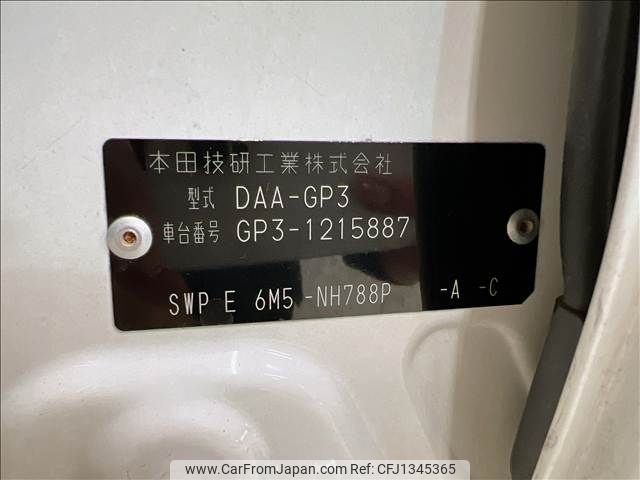 本田技研工業株式会社
型式 DAA-GP3
車台番号 GP3-1215887
SWP E 6M5 -NH788P -A -C
© www.CarFromJapan.com - CFJ1345365